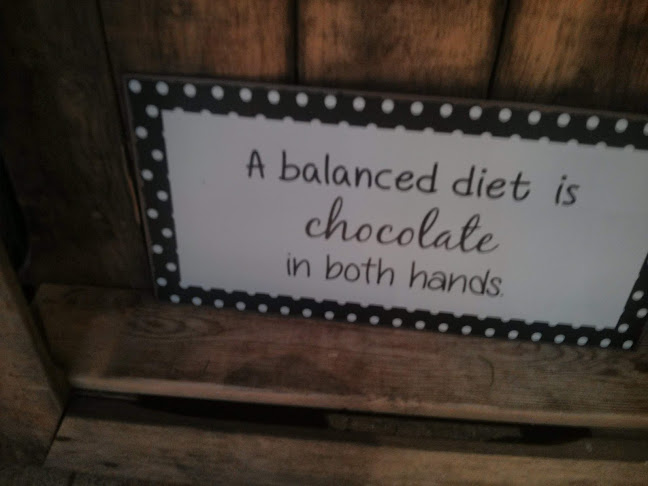 A balanced diet is
chocolate
in both hands.